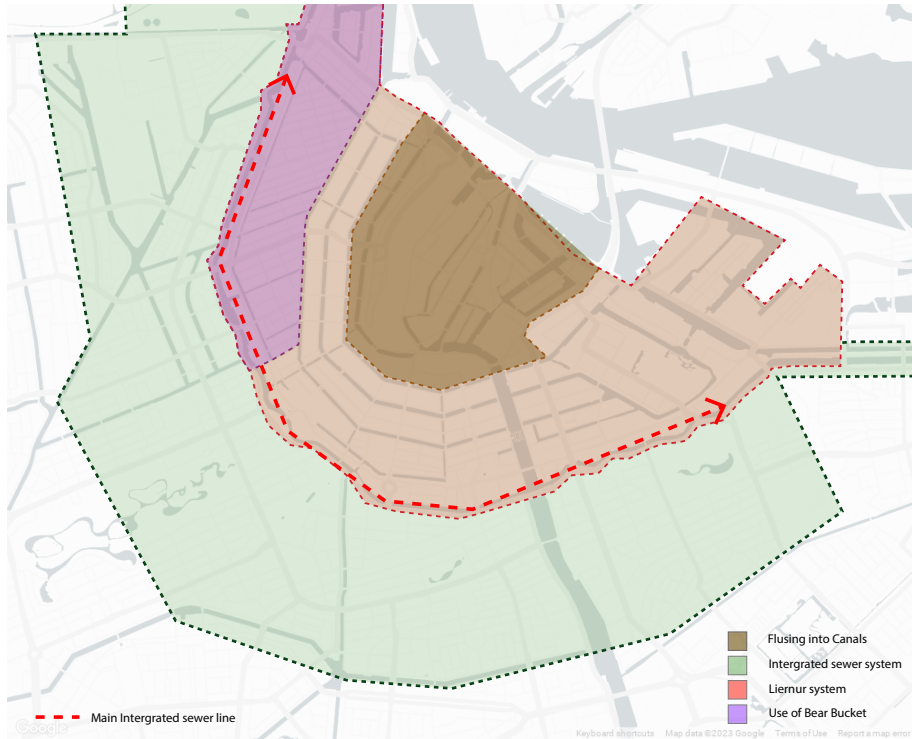 Flusing into Canals
Intergrated sewer system
Liernur system
Use of Bear Bucket
Main Intergrated sewer line
Google
Keyboard shortcuts Map data ©2023 Google Terms of Use Report a map error